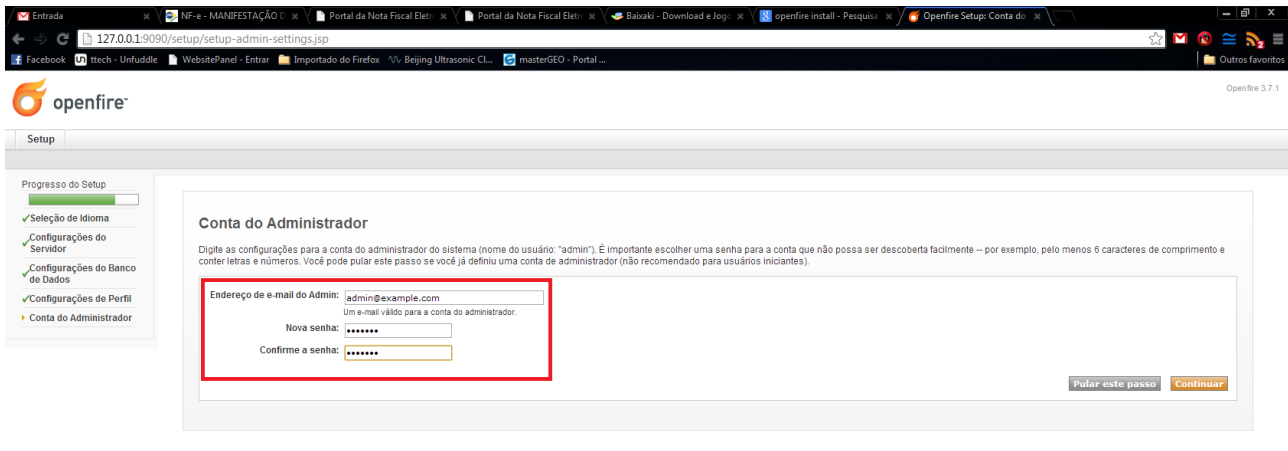 Entrada
NF-e - MANIFESTAÇÃO D
Portal da Nota Fiscal Eletr
Portal da Nota Fiscal Eletr
Baixaki - Download e Jogo
openfire install - Pesquisa
Openfire Setup: Conta do
127.0.0.1:9090/setup/setup-admin-settings.jsp
Facebook
ttech - Unfuddle
WebsitePanel - Entrar
Importado do Firefox
Beijing Ultrasonic Cl...
masterGEO - Portal ...
Outros favoritos
openfire™
Openfire 3.7.1
Setup
Progresso do Setup
Seleção de Idioma
Configurações do
Servidor
Configurações do Banco
de Dados
Configurações de Perfil
Conta do Administrador
Conta do Administrador
Digite as configurações para a conta do administrador do sistema (nome do usuário: "admin"). É importante escolher uma senha para a conta que não possa ser descoberta facilmente -- por exemplo, pelo menos 6 caracteres de comprimento e
conter letras e números. Você pode pular este passo se você já definiu uma conta de administrador (não recomendado para usuários iniciantes).
Endereço de e-mail do Admin: admin@example.com
Um e-mail válido para a conta do administrador.
Nova senha: •••••••
Confirme a senha: •••••••
Pular este passo
Continuar